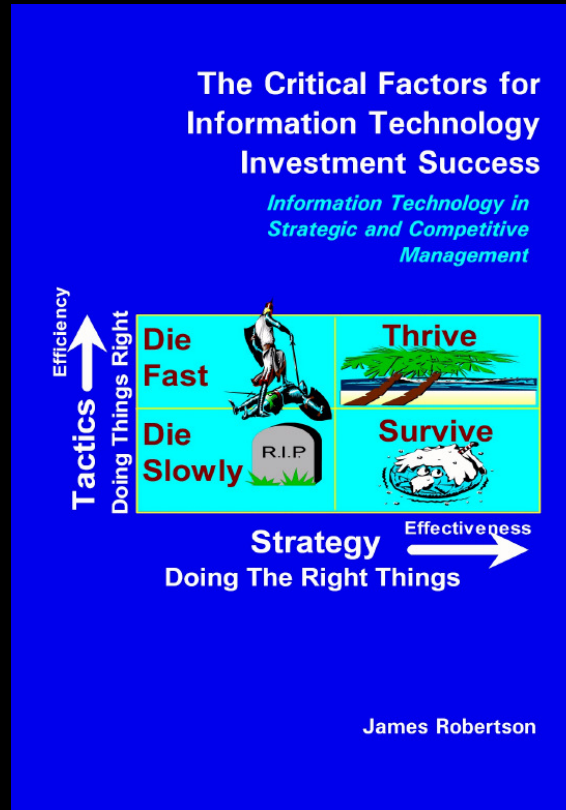 The Critical Factors for
Information Technology
Investment Success
Information Technology in
Strategic and Competitive
Management
Efficiency
Tactics
Doing Things Right
Die
Fast
Thrive
Die
Slowly
R.I.P
Survive
Strategy
Effectiveness
Doing The Right Things
James Robertson